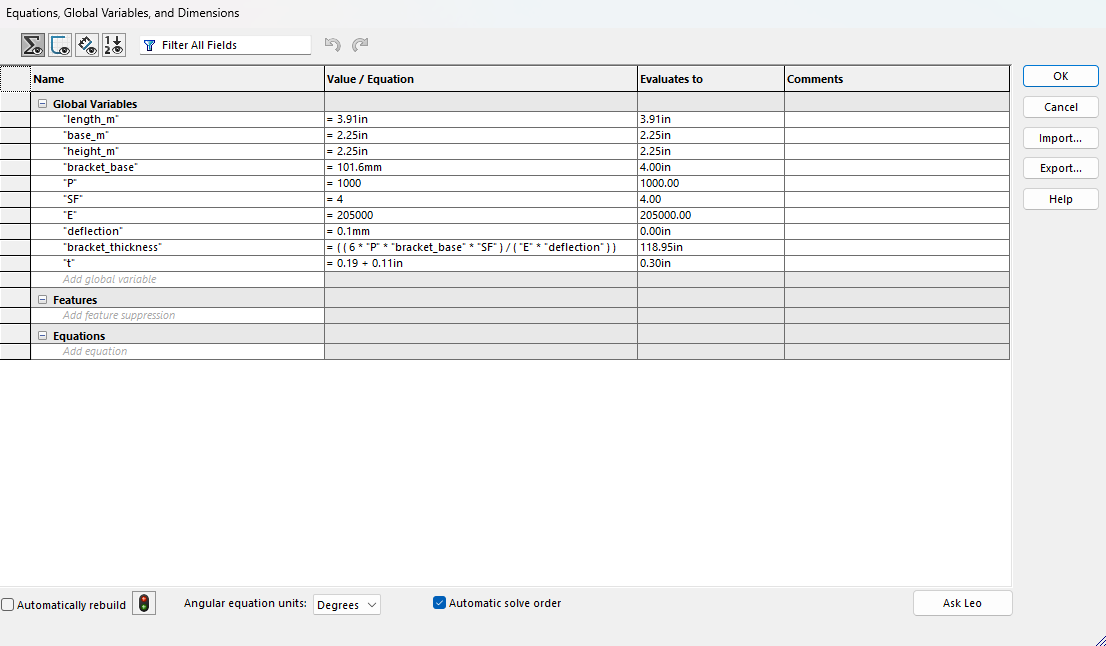 Equations, Global Variables, and Dimensions
Filter All Fields
Name Value / Equation Evaluates to Comments
Global Variables
"length_m" = 3.91in 3.91in
"base_m" = 2.25in 2.25in
"height_m" = 2.25in 2.25in
"bracket_base" = 101.6mm 4.00in
"P" = 1000 1000.00
"SF" = 4 4.00
"E" = 205000 205000.00
"deflection" = 0.1mm 0.00in
"bracket_thickness" = ( ( 6 * "P" * "bracket_base" * "SF" ) / ( "E" * "deflection" ) ) 118.95in
"t" = 0.19 + 0.11in 0.30in
Add global variable
Features
Add feature suppression
Equations
Add equation
OK
Cancel
Import...
Export...
Help
Automatically rebuild Angular equation units: Degrees Automatic solve order Ask Leo